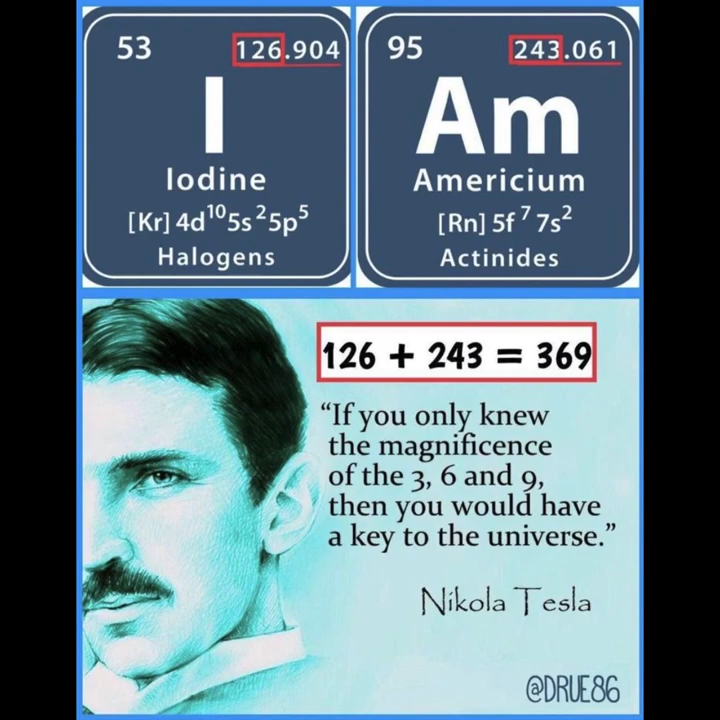 53 126.904
I
Iodine
[Kr] 4d¹⁰5s²5p⁵
Halogens
95 243.061
Am
Americium
[Rn] 5f⁷7s²
Actinides
126 + 243 = 369
“If you only knew
the magnificence
of the 3, 6 and 9,
then you would have
a key to the universe.”
Nikola Tesla
@DRUE86